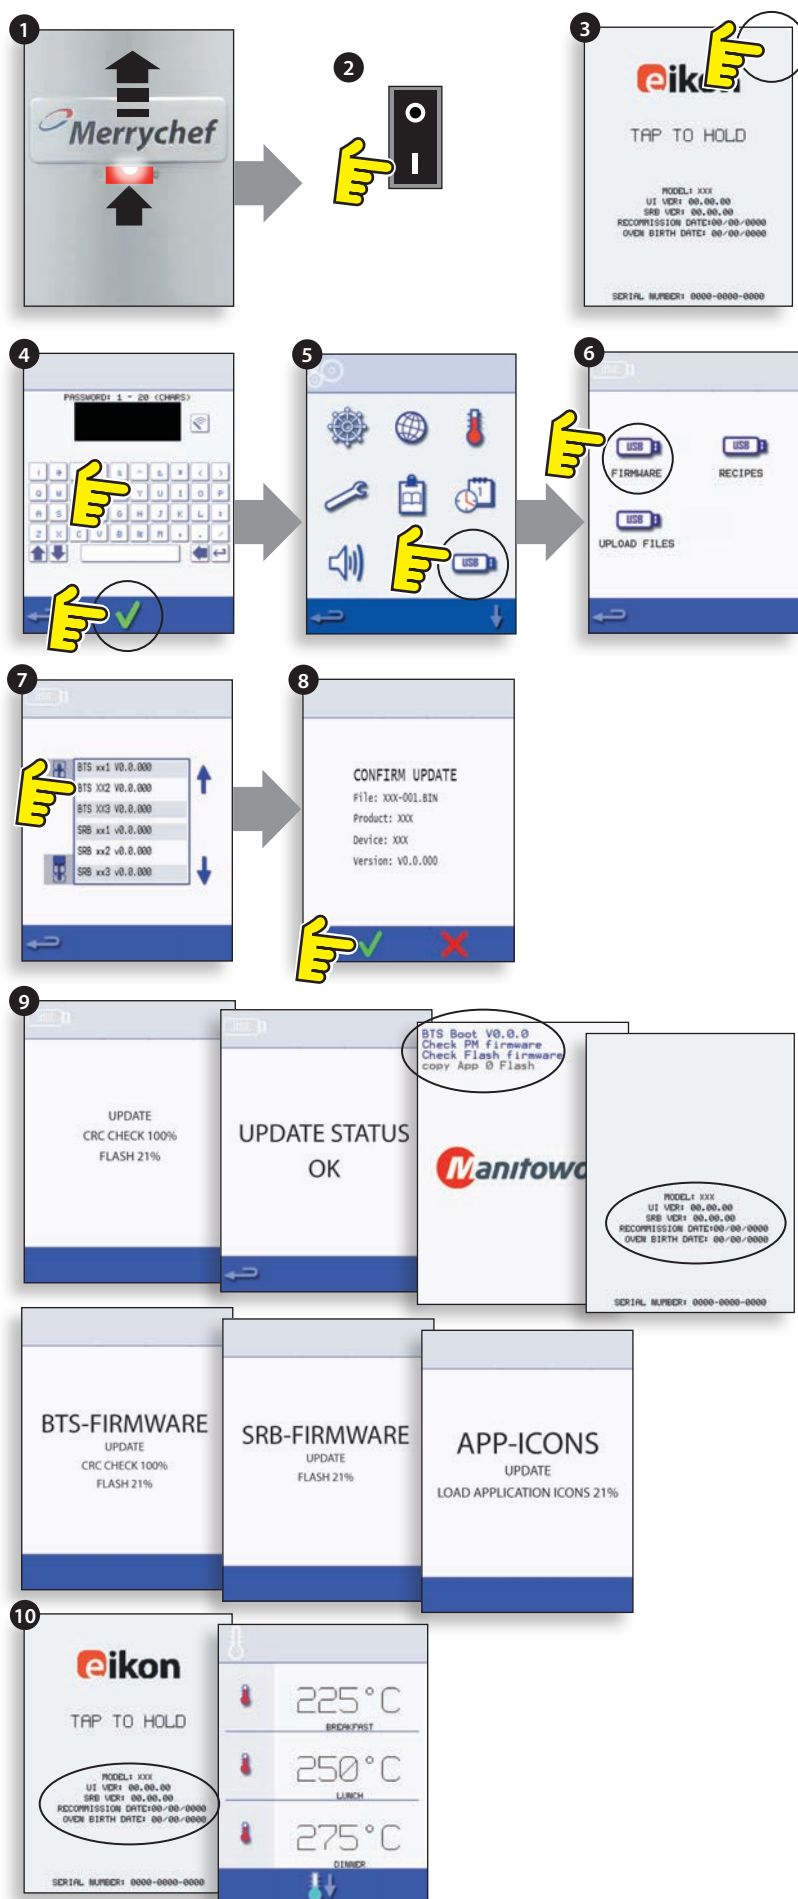 1
Merrychef
2
3
eikon
TAP TO HOLD
MODEL: XXX
UI VER: 00.00.00
SRB VER: 00.00.00
RECOMMISSION DATE:00/00/0000
OVEN BIRTH DATE: 00/00/0000
SERIAL NUMBER: 0000-0000-0000
4
PASSWORD: 1 - 20 (CHARS)
Y U I O P
A S G H J K L :
Z X C V B N M , . /
5
USB
6
USB
USB
FIRMWARE
RECIPES
USB
UPLOAD FILES
7
BTS xx1 V0.0.000
BTS XX2 V0.0.000
BTS XX3 V0.0.000
SRB xx1 v0.0.000
SRB xx2 v0.0.000
SRB xx3 v0.0.000
8
CONFIRM UPDATE
File: XXX-001.BIN
Product: XXX
Device: XXX
Version: V0.0.000
9
UPDATE
CRC CHECK 100%
FLASH 21%
UPDATE STATUS
OK
BTS Boot V0.0.0
Check PM firmware
Check Flash firmware
copy App 0 Flash
Manitowo
MODEL: XXX
UI VER: 00.00.00
SRB VER: 00.00.00
RECOMMISSION DATE:00/00/0000
OVEN BIRTH DATE: 00/00/0000
SERIAL NUMBER: 0000-0000-0000
BTS-FIRMWARE
UPDATE
CRC CHECK 100%
FLASH 21%
SRB-FIRMWARE
UPDATE
FLASH 21%
APP-ICONS
UPDATE
LOAD APPLICATION ICONS 21%
10
eikon
TAP TO HOLD
MODEL: XXX
UI VER: 00.00.00
SRB VER: 00.00.00
RECOMMISSION DATE:00/00/0000
OVEN BIRTH DATE: 00/00/0000
SERIAL NUMBER: 0000-0000-0000
225°C
BREAKFAST
250°C
LUNCH
275°C
DINNER